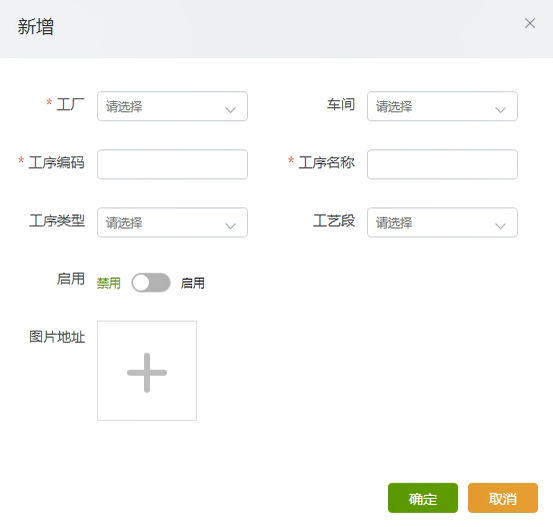 新增
* 工厂 请选择 车间 请选择
* 工序编码 * 工序名称
工序类型 请选择 工艺段 请选择
启用 禁用 启用
图片地址
确定 取消